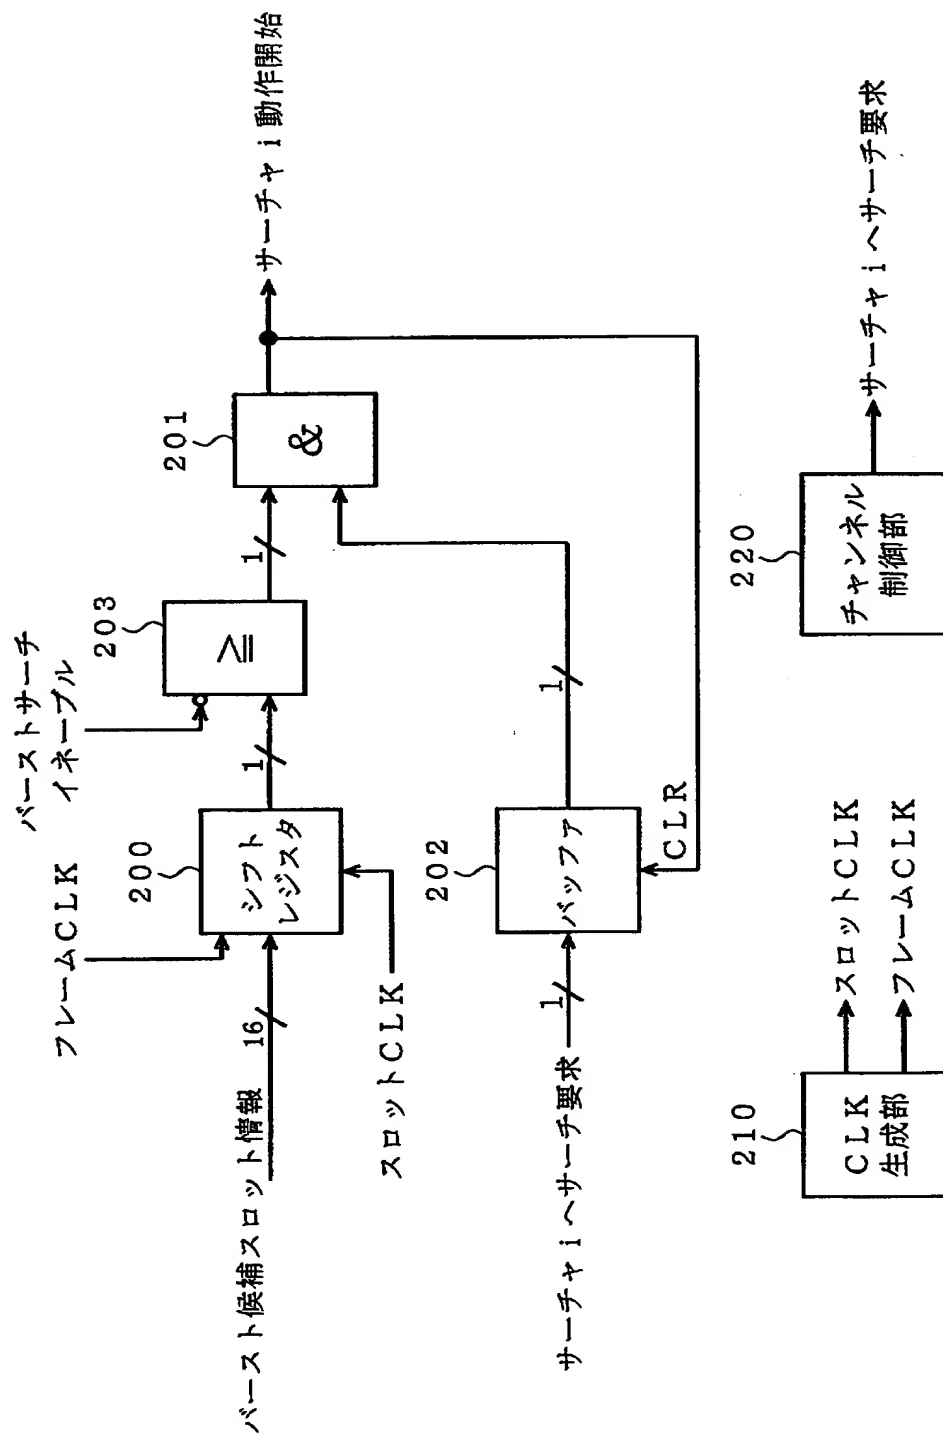 フレームCLK
バーストサーチ
イネーブル
200
シフト
レジスタ
バースト候補スロット情報
16
スロットCLK
1
203
≧
1
201
&
サーチャi動作開始
サーチャiへサーチ要求
1
202
バッファ
1
CLR
210
CLK
生成部
スロットCLK
フレームCLK
220
チャンネル
制御部
サーチャiへサーチ要求